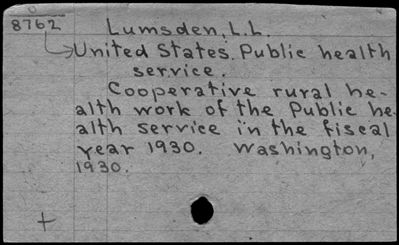 8762
Lumsden, L.L.
United States. Public health
service.
Cooperative rural he-
alth work of the Public he-
alth service in the fiscal
year 1930. Washington,
1930.
+